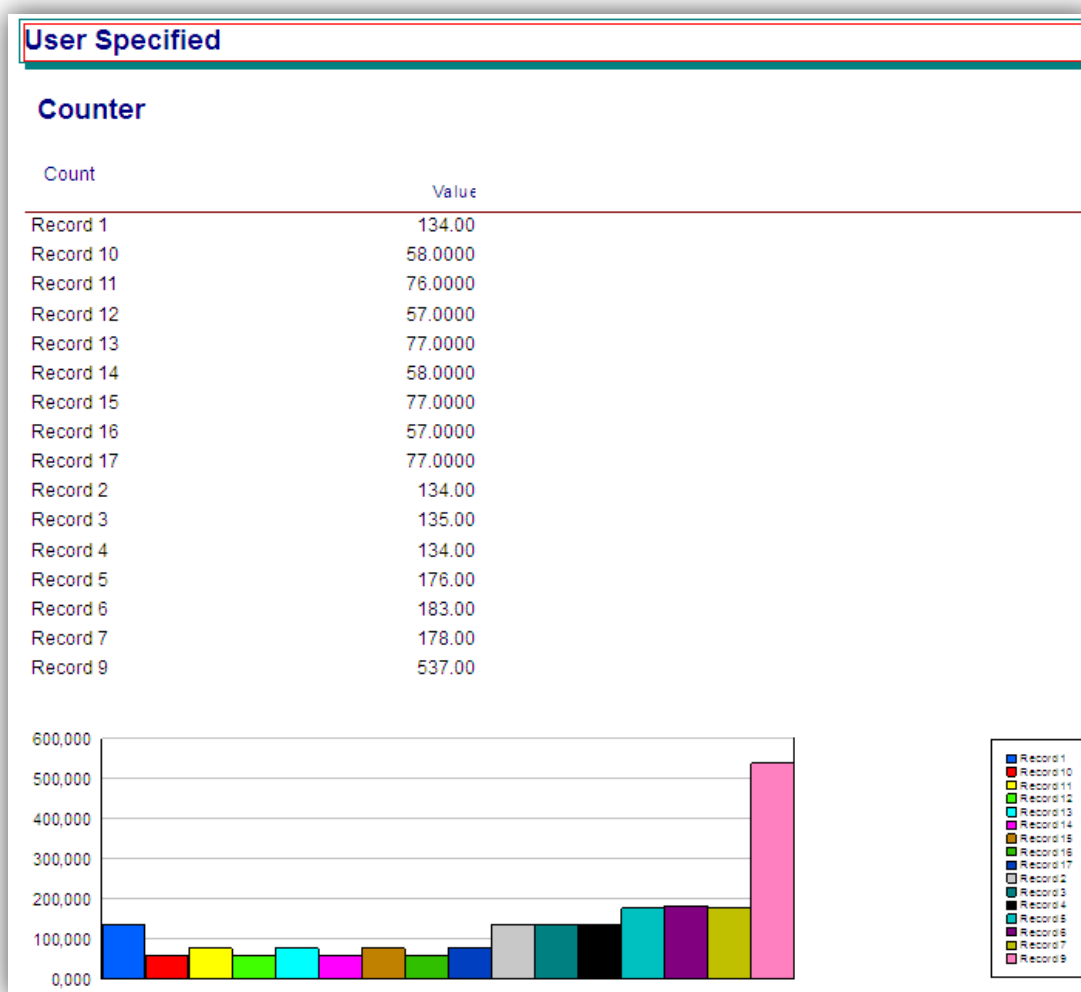 User Specified
Counter
Count
Value
Record 1 134.00
Record 10 58.0000
Record 11 76.0000
Record 12 57.0000
Record 13 77.0000
Record 14 58.0000
Record 15 77.0000
Record 16 57.0000
Record 17 77.0000
Record 2 134.00
Record 3 135.00
Record 4 134.00
Record 5 176.00
Record 6 183.00
Record 7 178.00
Record 9 537.00
600,000
500,000
400,000
300,000
200,000
100,000
0,000
Record 1
Record 10
Record 11
Record 12
Record 13
Record 14
Record 15
Record 16
Record 17
Record 2
Record 3
Record 4
Record 5
Record 6
Record 7
Record 9